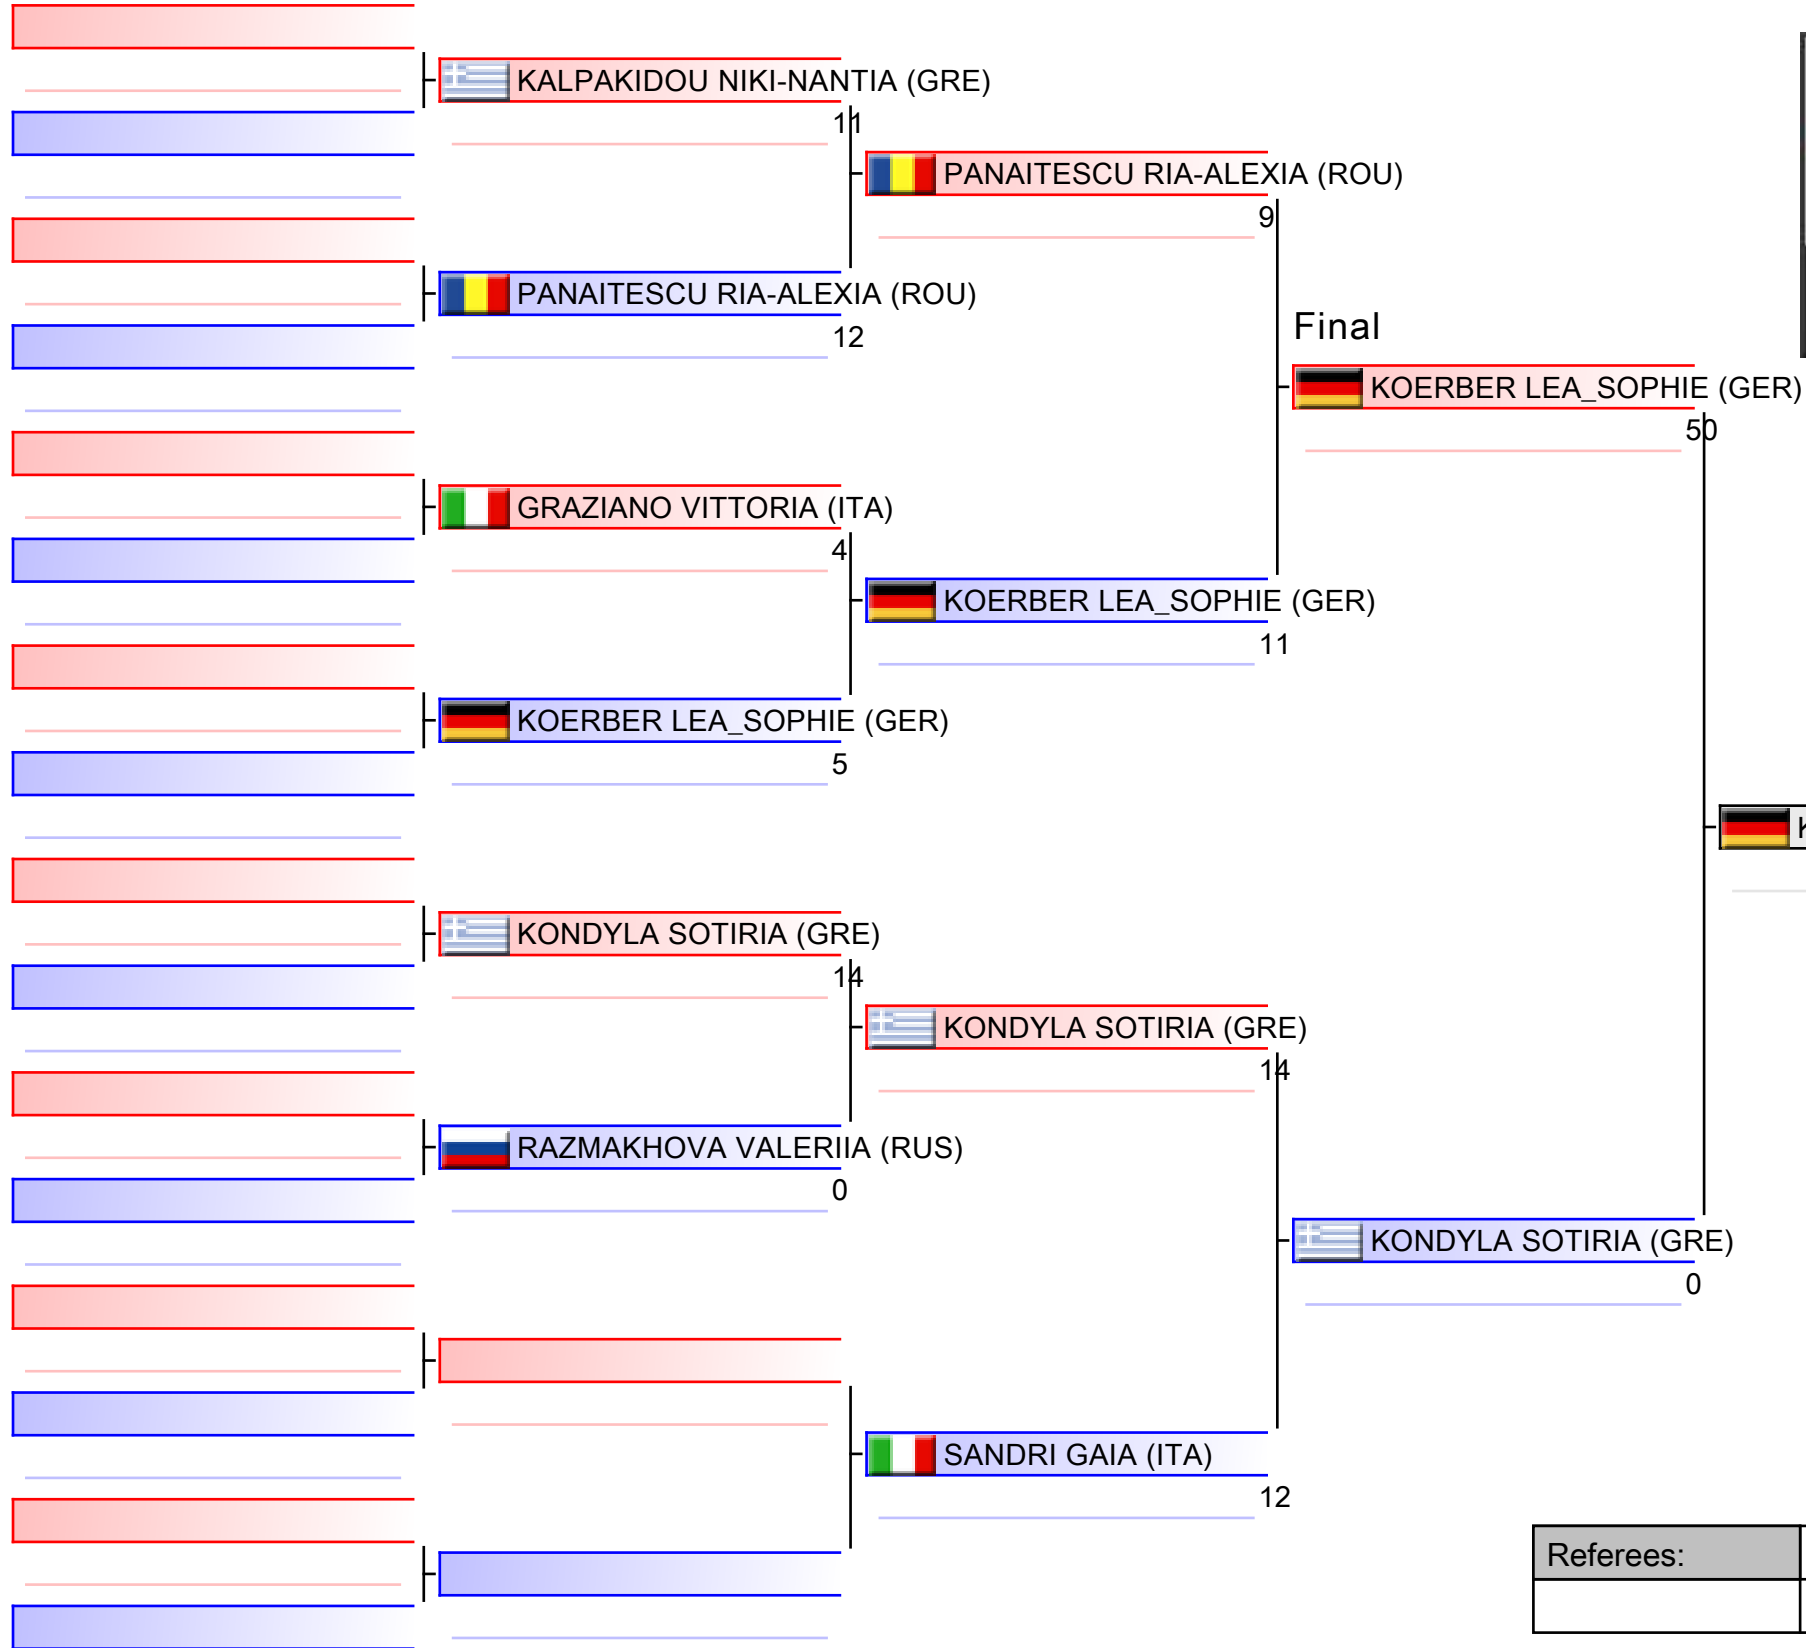 KALPAKIDOU NIKI-NANTIA (GRE)
11
PANAITESCU RIA-ALEXIA (ROU)
9
PANAITESCU RIA-ALEXIA (ROU)
12
Final
KOERBER LEA_SOPHIE (GER)
50
GRAZIANO VITTORIA (ITA)
4
KOERBER LEA_SOPHIE (GER)
11
KOERBER LEA_SOPHIE (GER)
5
K
KONDYLA SOTIRIA (GRE)
14
KONDYLA SOTIRIA (GRE)
14
RAZMAKHOVA VALERIIA (RUS)
0
KONDYLA SOTIRIA (GRE)
0
SANDRI GAIA (ITA)
12
Referees: